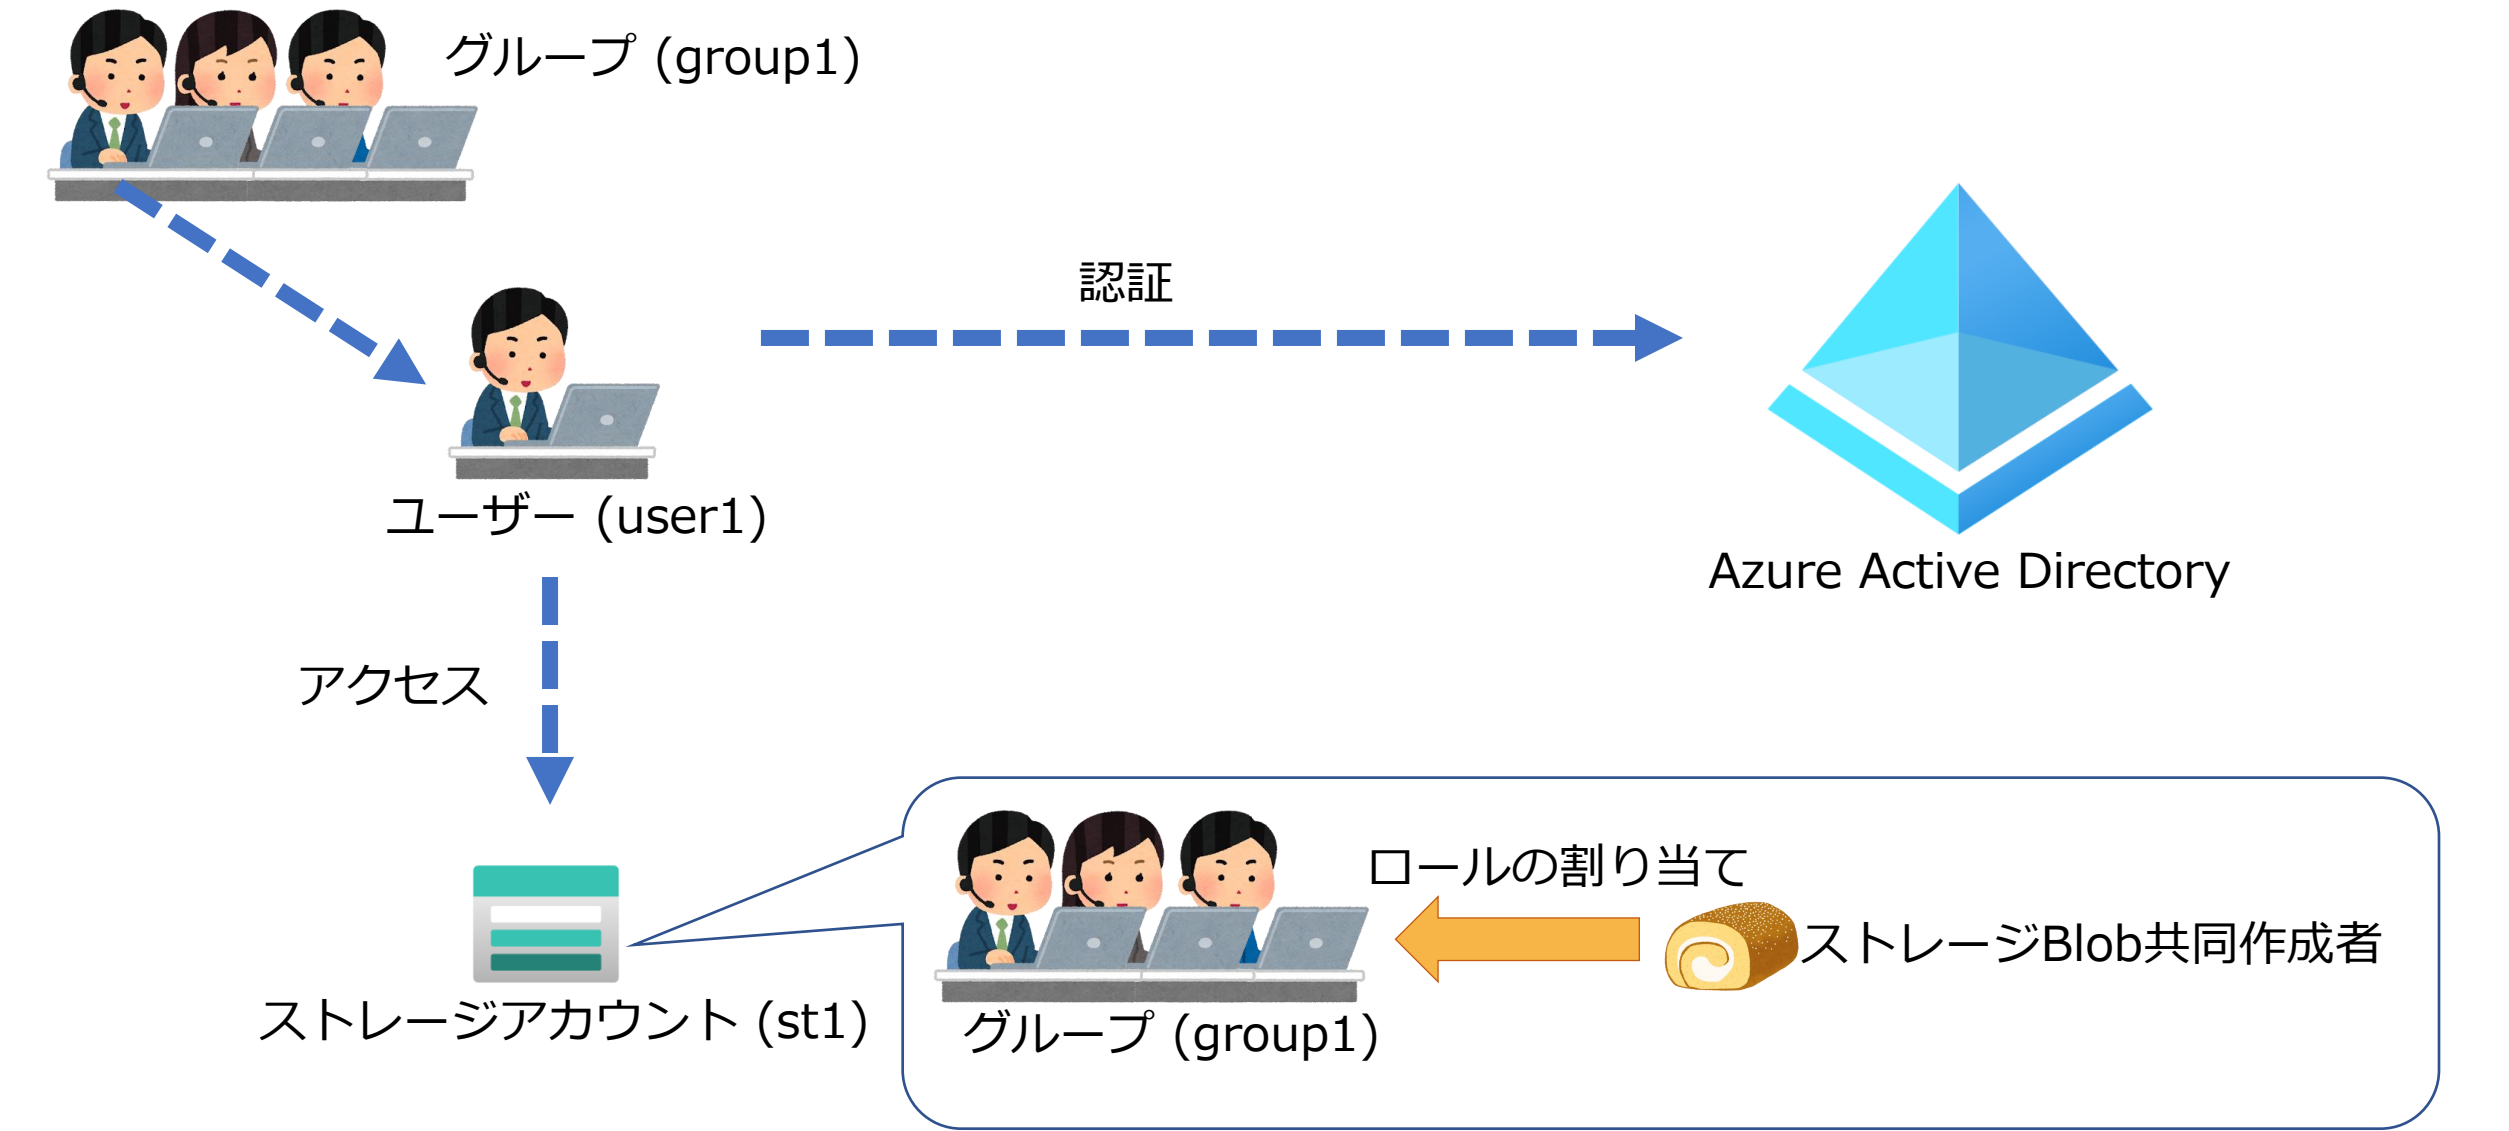 グループ (group1)
認証
ユーザー (user1)
Azure Active Directory
アクセス
ロールの割り当て
ストレージBlob共同作成者
ストレージアカウント (st1)
グループ (group1)